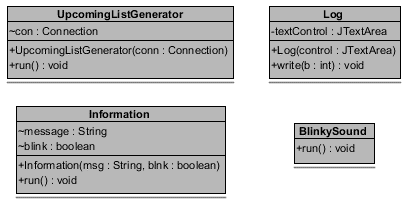 UpcomingListGenerator
~con : Connection
+UpcomingListGenerator(conn : Connection)
+run() : void
Log
-textControl : JTextArea
+Log(control : JTextArea)
+write(b : int) : void
Information
~message : String
~blink : boolean
+Information(msg : String, blnk : boolean)
+run() : void
BlinkySound
+run() : void